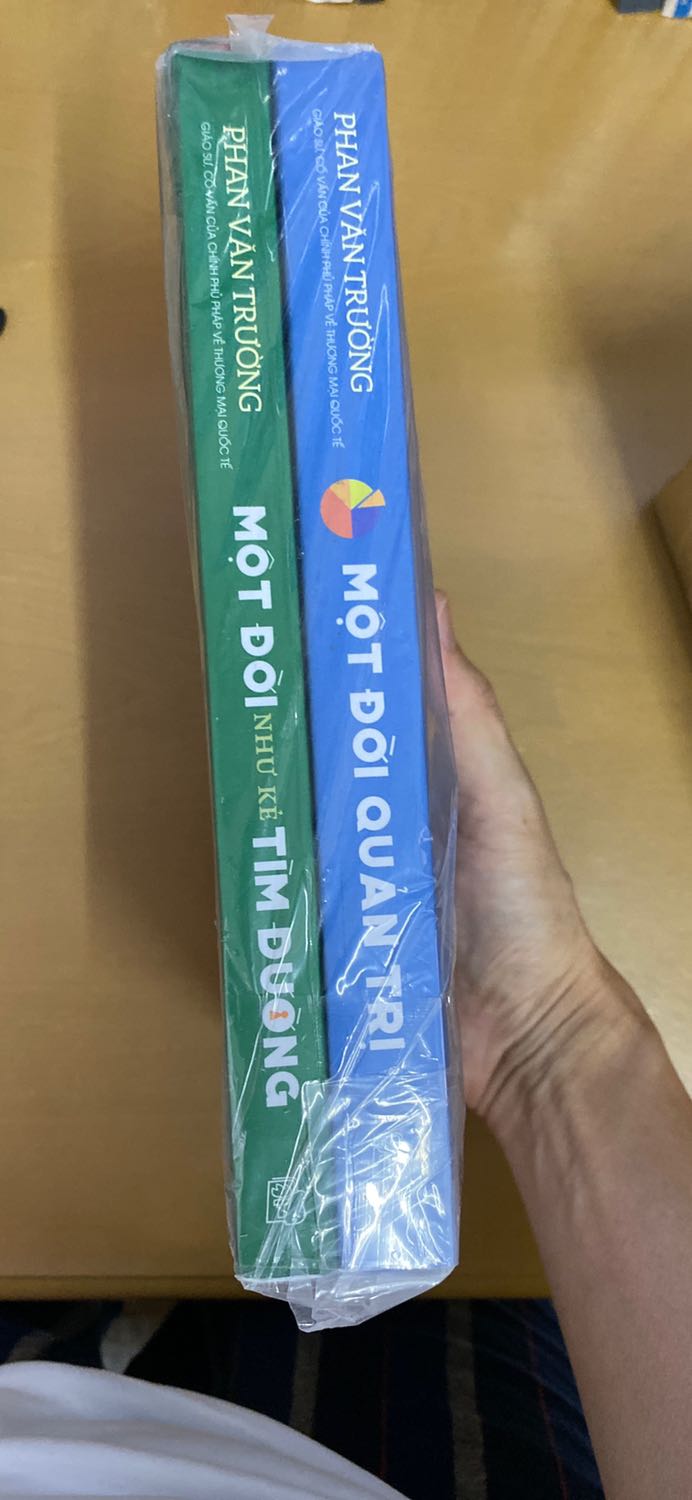 PHAN VĂN TRƯỜNG
GIÁO SƯ, CỐ VẤN CỦA CHÍNH PHỦ PHÁP VỀ THƯƠNG MẠI QUỐC TẾ
MỘT ĐỜI NHƯ KẺ TÌM ĐƯỜNG
PHAN VĂN TRƯỜNG
GIÁO SƯ, CỐ VẤN CỦA CHÍNH PHỦ PHÁP VỀ THƯƠNG MẠI QUỐC TẾ
MỘT ĐỜI QUẢN TRỊ